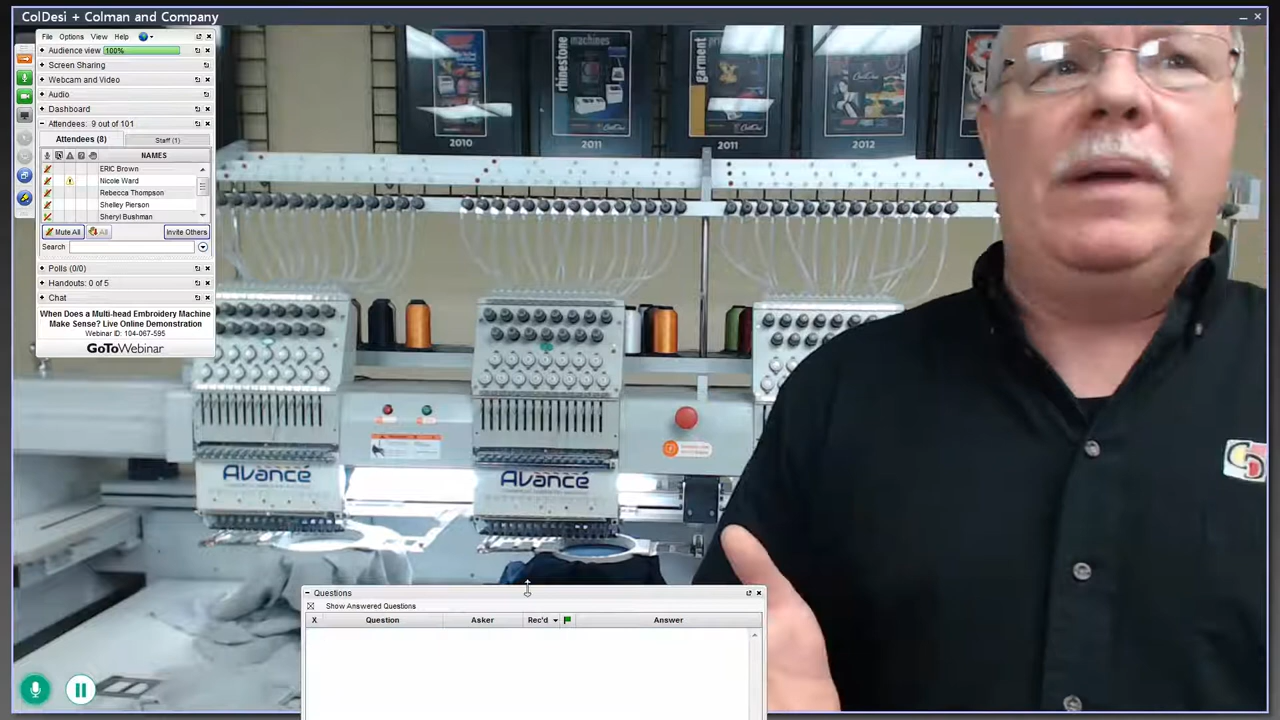 ColDesi + Colman and Company
File Options View Help
Audience view 100%
Screen Sharing
Webcam and Video
Audio
Dashboard
Attendees: 9 out of 101
Attendees (8) Staff (1)
NAMES
ERIC Brown
Nicole Ward
Rebecca Thompson
Shelley Pierson
Sheryl Bushman
Mute All All Invite Others
Search
Polls (0/0)
Handouts: 0 of 5
Chat
When Does a Multi-head Embroidery Machine
Make Sense? Live Online Demonstration
Webinar ID: 104-067-595
GoToWebinar
rhinestone machines
garment
2010
2011
2011
2012
Avancé
Avancé
Questions
Show Answered Questions
X Question Asker Rec'd Answer